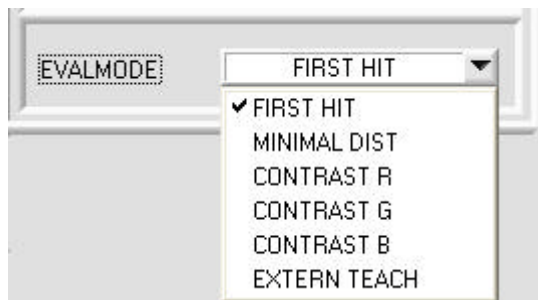 EVALMODE FIRST HIT
FIRST HIT
MINIMAL DIST
CONTRAST R
CONTRAST G
CONTRAST B
EXTERN TEACH